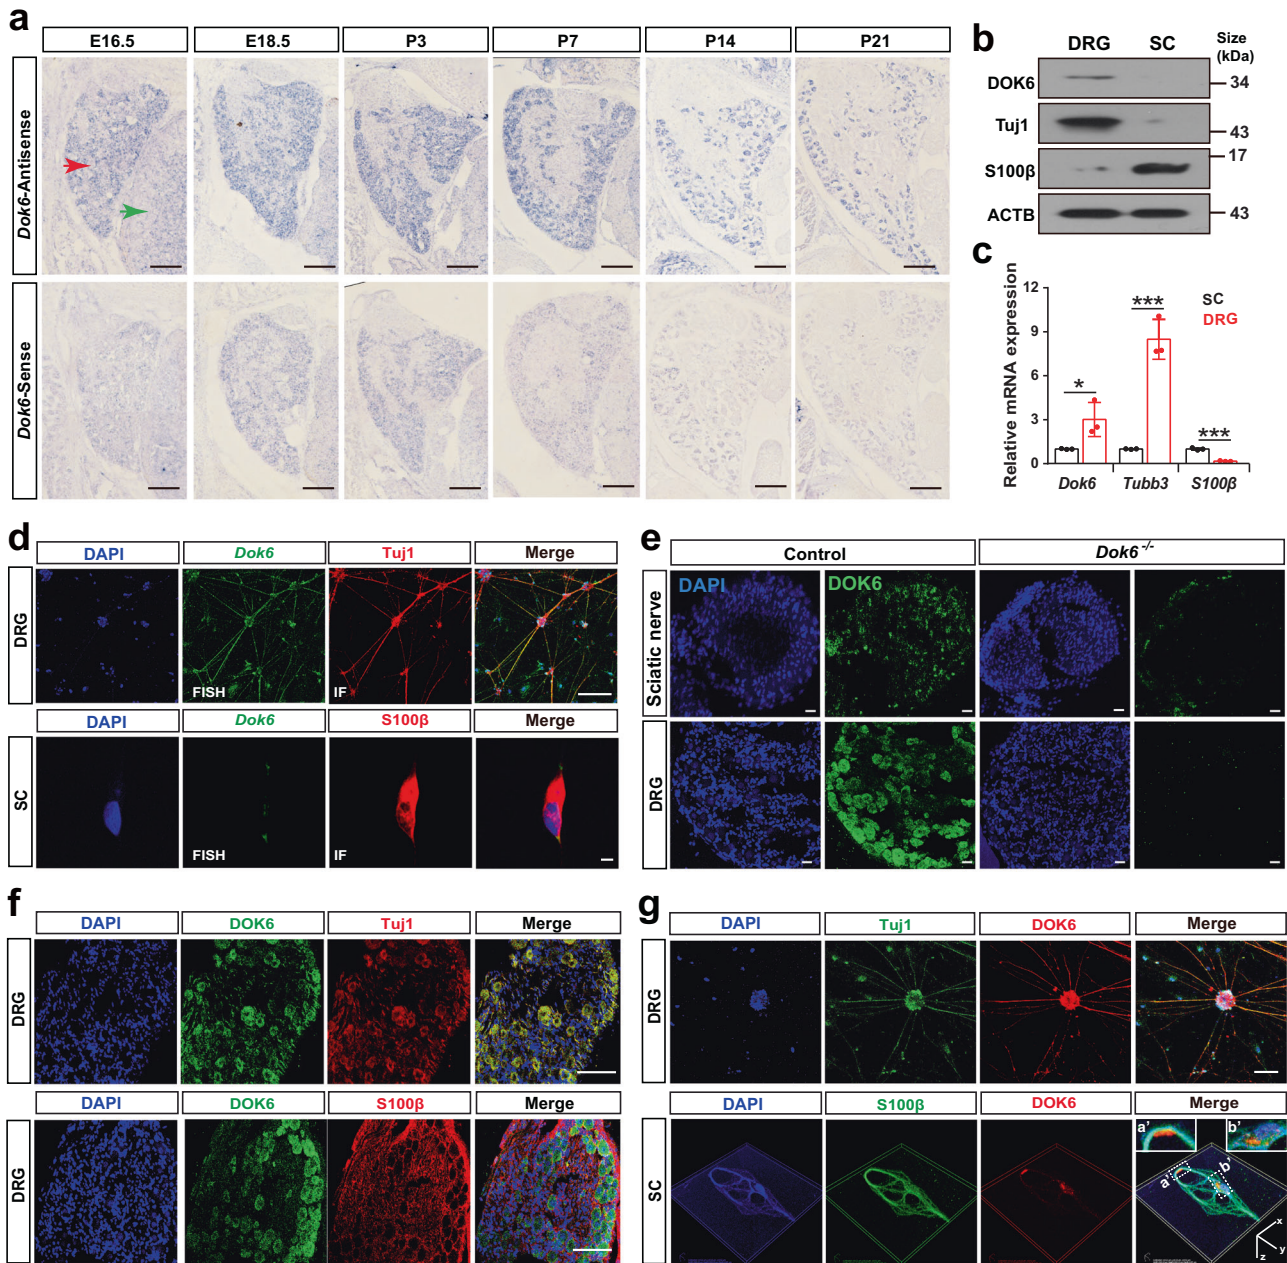 a
E16.5 E18.5 P3 P7 P14 P21
Dok6-Antisense
Dok6-Sense
b
DRG SC Size (kDa)
DOK6 34
Tuj1 43
17
S100β
ACTB 43
c
Relative mRNA expression
12
9
6
3
0
*
***
***
SC
DRG
Dok6 Tubb3 S100β
d
DAPI Dok6 Tuj1 Merge
DRG
FISH IF
DAPI Dok6 S100β Merge
SC
FISH IF
e
Control Dok6-/-
DAPI DOK6
Sciatic nerve
DRG
f
DAPI DOK6 Tuj1 Merge
DRG
DAPI DOK6 S100β Merge
DRG
g
DAPI Tuj1 DOK6 Merge
DRG
DAPI S100β DOK6 Merge
SC
a' b'
a' b'
x
y
z